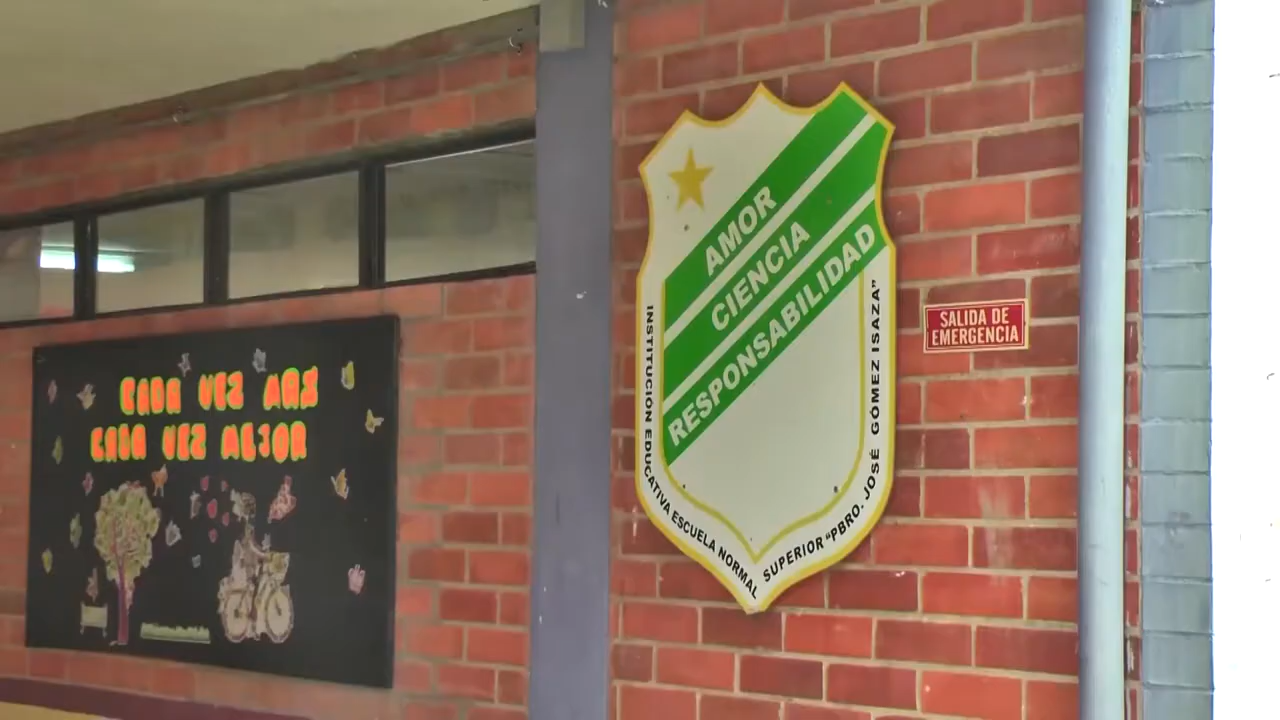 CADA VEZ MAS
CADA VEZ MEJOR
AMOR
CIENCIA
RESPONSABILIDAD
INSTITUCIÓN EDUCATIVA ESCUELA NORMAL SUPERIOR "PBRO. JOSÉ GÓMEZ ISAZA"
SALIDA DE
EMERGENCIA